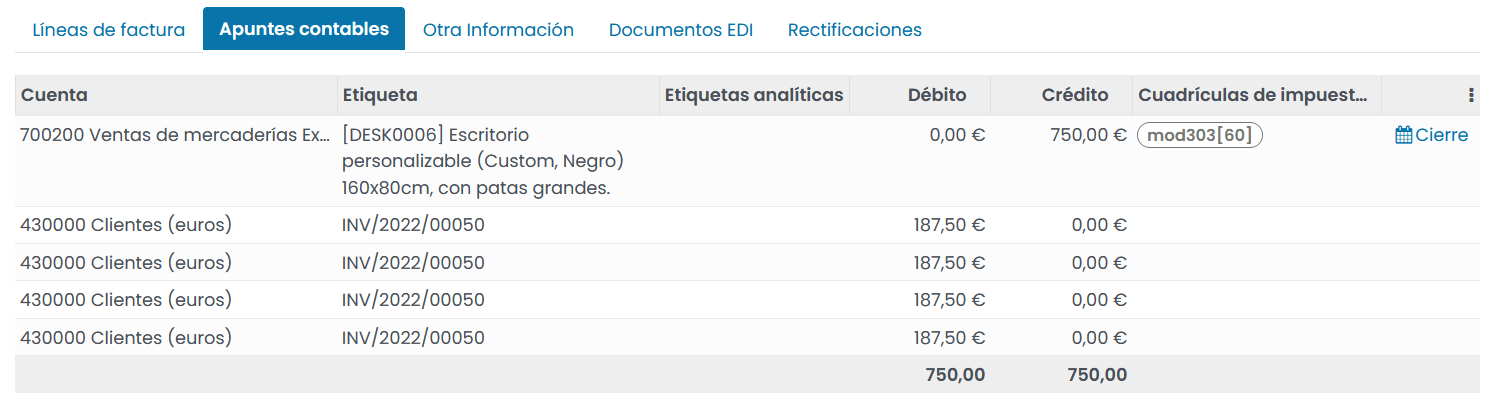 Líneas de factura Apuntes contables Otra Información Documentos EDI Rectificaciones
Cuenta Etiqueta Etiquetas analíticas Débito Crédito Cuadrículas de impuest...
700200 Ventas de mercaderías Ex... [DESK0006] Escritorio 0,00 € 750,00 € mod303[60] Cierre
personalizable (Custom, Negro)
160x80cm, con patas grandes.
430000 Clientes (euros) INV/2022/00050 187,50 € 0,00 €
430000 Clientes (euros) INV/2022/00050 187,50 € 0,00 €
430000 Clientes (euros) INV/2022/00050 187,50 € 0,00 €
430000 Clientes (euros) INV/2022/00050 187,50 € 0,00 €
750,00 750,00